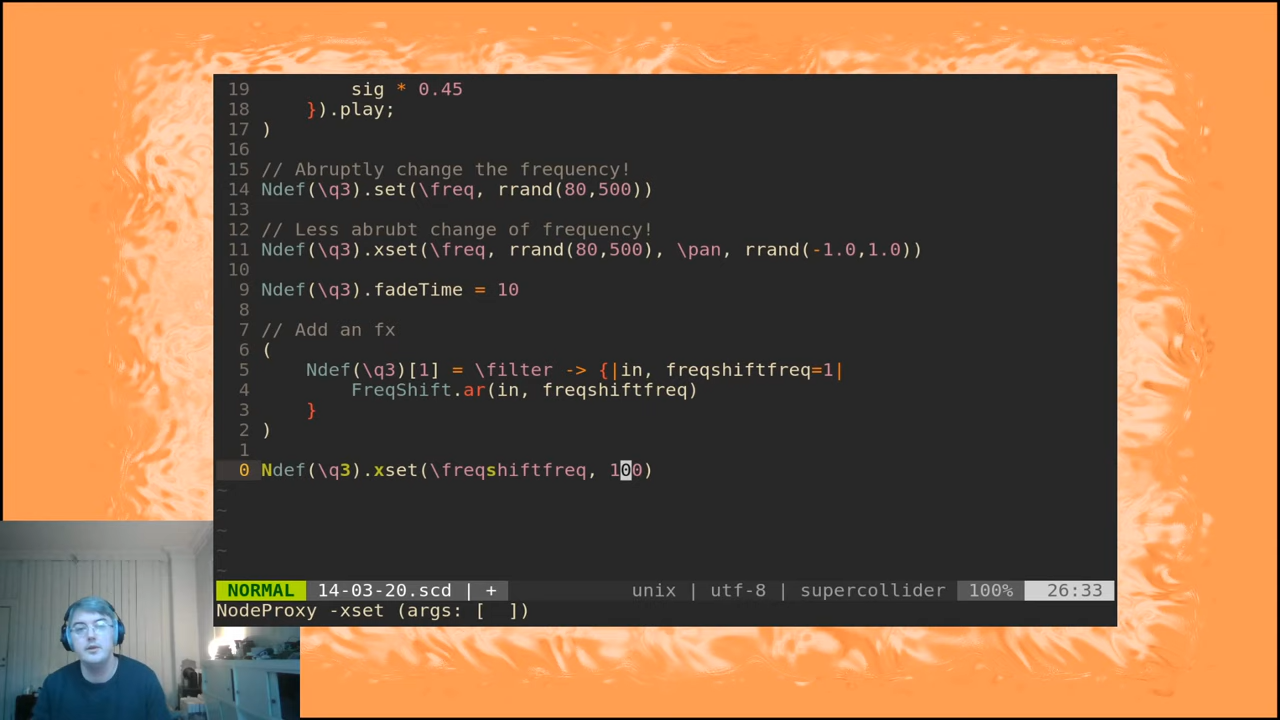 19 sig * 0.45
18 }).play;
17 )
16
15 // Abruptly change the frequency!
14 Ndef(\q3).set(\freq, rrand(80,500))
13
12 // Less abrubt change of frequency!
11 Ndef(\q3).xset(\freq, rrand(80,500), \pan, rrand(-1.0,1.0))
10
9 Ndef(\q3).fadeTime = 10
8
7 // Add an fx
6 (
5 Ndef(\q3)[1] = \filter -> {|in, freqshiftfreq=1|
4 FreqShift.ar(in, freqshiftfreq)
3 }
2 )
1
0 Ndef(\q3).xset(\freqshiftfreq, 100)
~
~
~
~
~
NORMAL 14-03-20.scd | + unix | utf-8 | supercollider 100% 26:33
NodeProxy -xset (args: [ ])